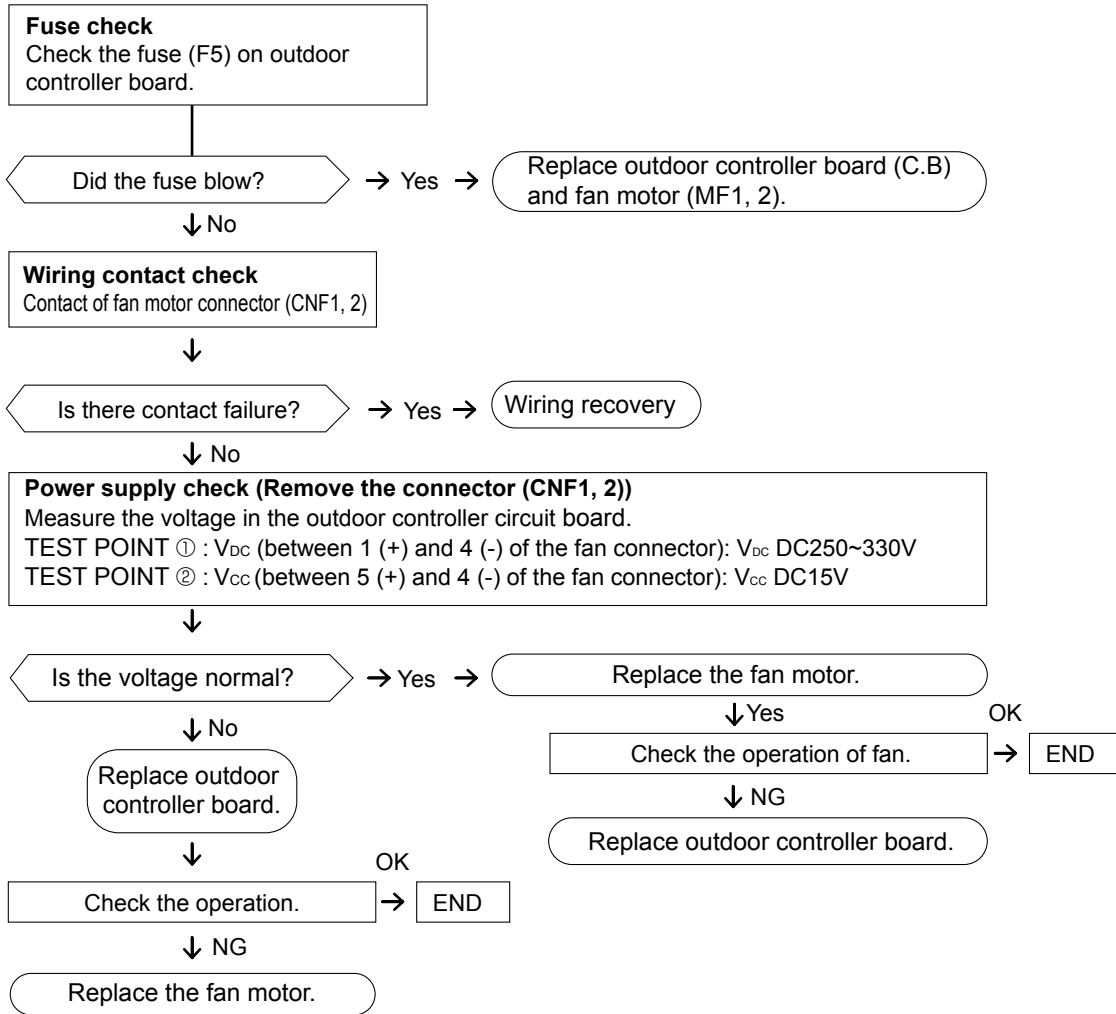 Fuse check
Check the fuse (F5) on outdoor
controller board.
Did the fuse blow?
Yes
Replace outdoor controller board (C.B)
and fan motor (MF1, 2).
No
Wiring contact check
Contact of fan motor connector (CNF1, 2)
Is there contact failure?
Yes
Wiring recovery
No
Power supply check (Remove the connector (CNF1, 2))
Measure the voltage in the outdoor controller circuit board.
TEST POINT ① : VDC (between 1 (+) and 4 (-) of the fan connector): VDC DC250~330V
TEST POINT ② : VCC (between 5 (+) and 4 (-) of the fan connector): VCC DC15V
Is the voltage normal?
Yes
Replace the fan motor.
Yes
Check the operation of fan.
OK
END
NG
Replace outdoor controller board.
No
Replace outdoor
controller board.
Check the operation.
OK
END
NG
Replace the fan motor.